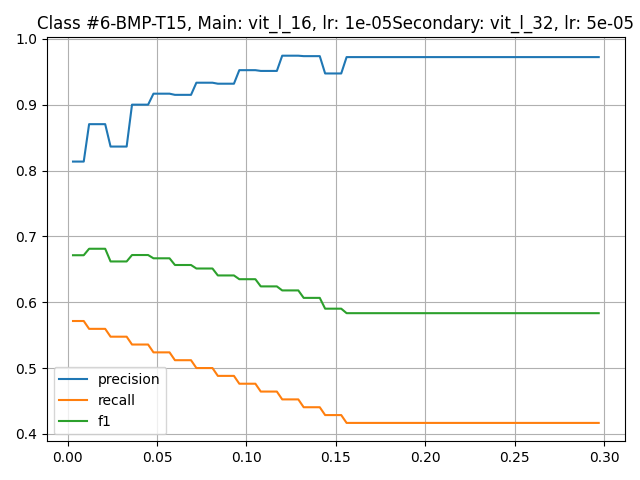 Class #6-BMP-T15, Main: vit_l_16, lr: 1e-05Secondary: vit_l_32, lr: 5e-05
1.0
0.9
0.8
0.7
0.6
0.5
0.4
precision
recall
f1
0.00 0.05 0.10 0.15 0.20 0.25 0.30